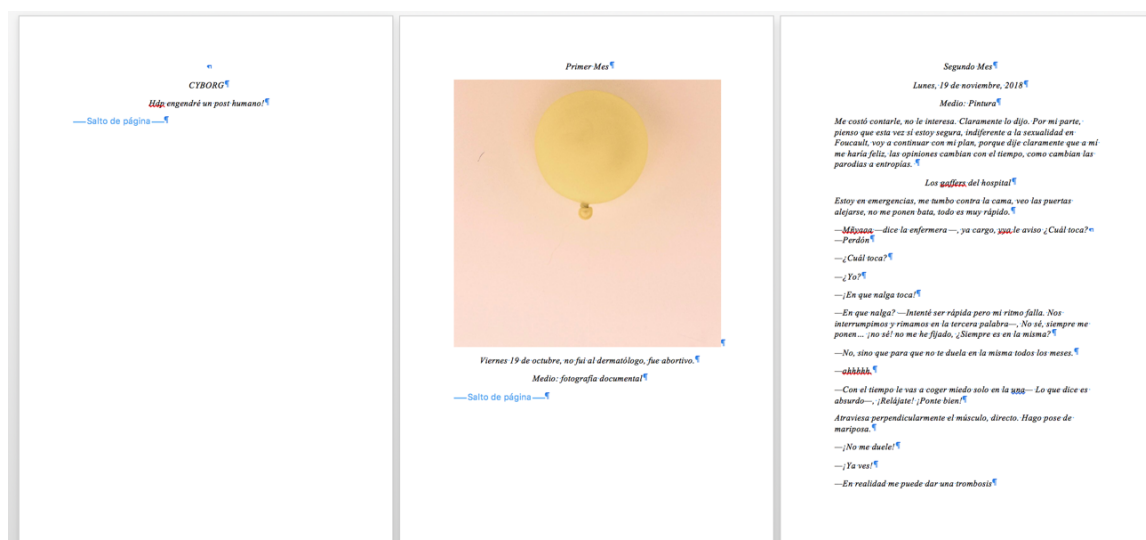 CYBORG
Hdp engendré un post humano!
Salto de página
Primer Mes
Viernes 19 de octubre, no fui al dermatólogo, fue abortivo.
Medio: fotografía documental
Salto de página
Segundo Mes
Lunes, 19 de noviembre, 2018
Medio: Pintura
Me costó contarle, no le interesa. Claramente lo dijo. Por mi parte,
pienso que esta vez si estoy segura, indiferente a la sexualidad en
Foucault, voy a continuar con mi plan, porque dije claramente que a mí
me haría feliz, las opiniones cambian con el tiempo, como cambian las
parodias a entropías.
Los gaffers del hospital
Estoy en emergencias, me tumbo contra la cama, veo las puertas
alejarse, no me ponen bata, todo es muy rápido.
—Miiyaaa —dice la enfermera—, ya cargo, yya le aviso ¿Cuál toca?
—Perdón
—¿Cuál toca?
—¿Yo?
—¡En que nalga toca!
—En que nalga? —Intenté ser rápida pero mi ritmo falla. Nos
interrumpimos y rimamos en la tercera palabra—, No sé, siempre me
ponen... ¡no sé! no me he fijado, ¿Siempre es en la misma?
—No, sino que para que no te duela en la misma todos los meses.
—ahhhhh.
—Con el tiempo le vas a coger miedo solo en la una— Lo que dice es
absurdo—, ¡Relájate! ¡Ponte bien!
Atraviesa perpendicularmente el músculo, directo. Hago pose de
mariposa.
—¡No me duele!
—¡Ya ves!
—En realidad me puede dar una trombosis